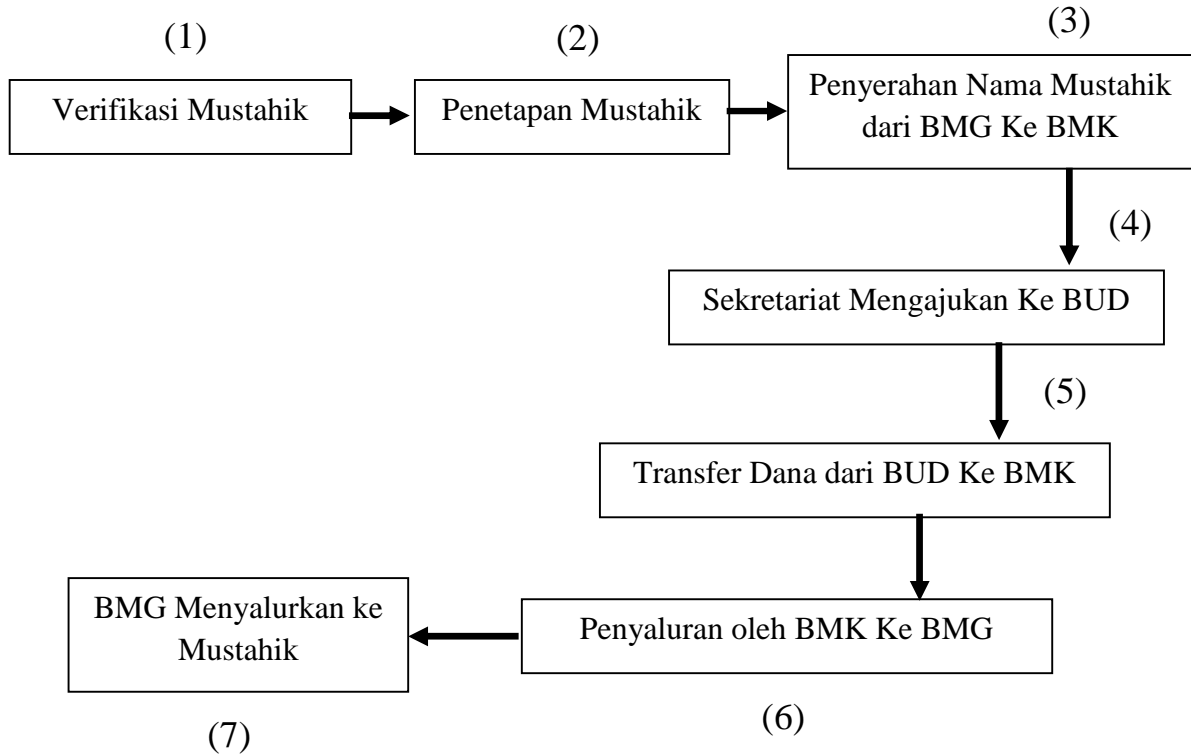 (1)
Verifikasi Mustahik
(2)
Penetapan Mustahik
(3)
Penyerahan Nama Mustahik
dari BMG Ke BMK
(4)
Sekretariat Mengajukan Ke BUD
(5)
Transfer Dana dari BUD Ke BMK
Penyaluran oleh BMK Ke BMG
(6)
BMG Menyalurkan ke
Mustahik
(7)